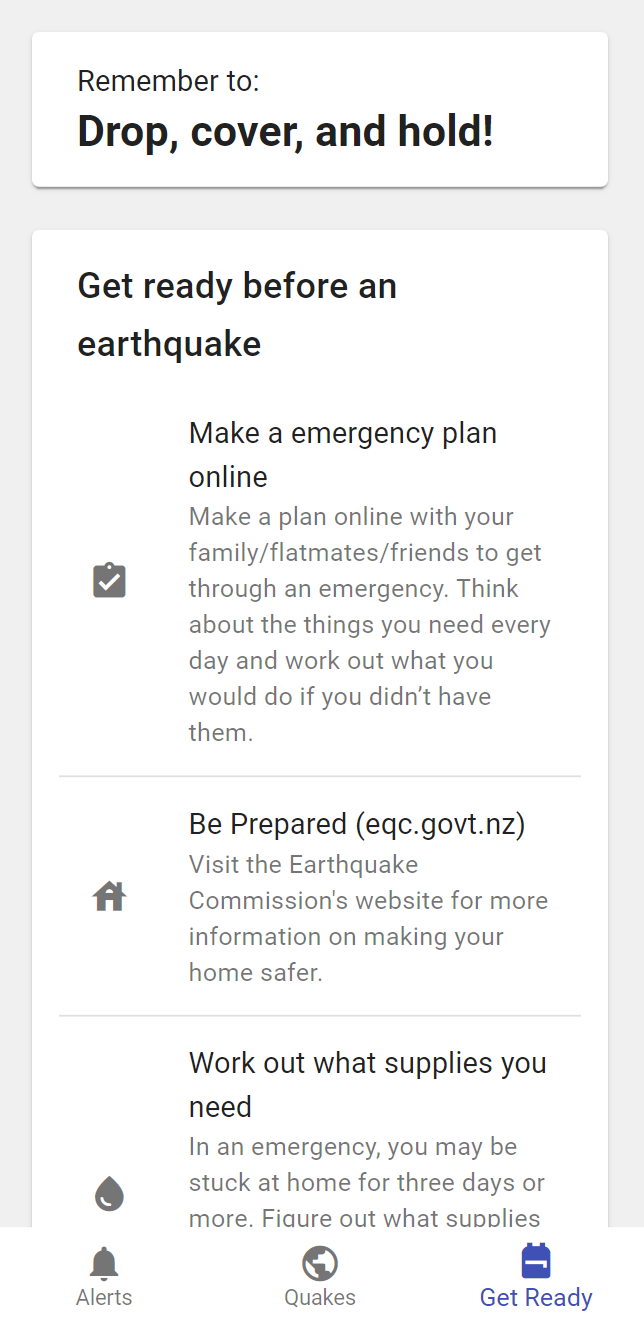 Remember to:
Drop, cover, and hold!
Get ready before an
earthquake
Make a emergency plan
online
Make a plan online with your
family/flatmates/friends to get
through an emergency. Think
about the things you need every
day and work out what you
would do if you didn’t have
them.
Be Prepared (eqc.govt.nz)
Visit the Earthquake
Commission's website for more
information on making your
home safer.
Work out what supplies you
need
In an emergency, you may be
stuck at home for three days or
more. Figure out what supplies
Alerts
Quakes
Get Ready